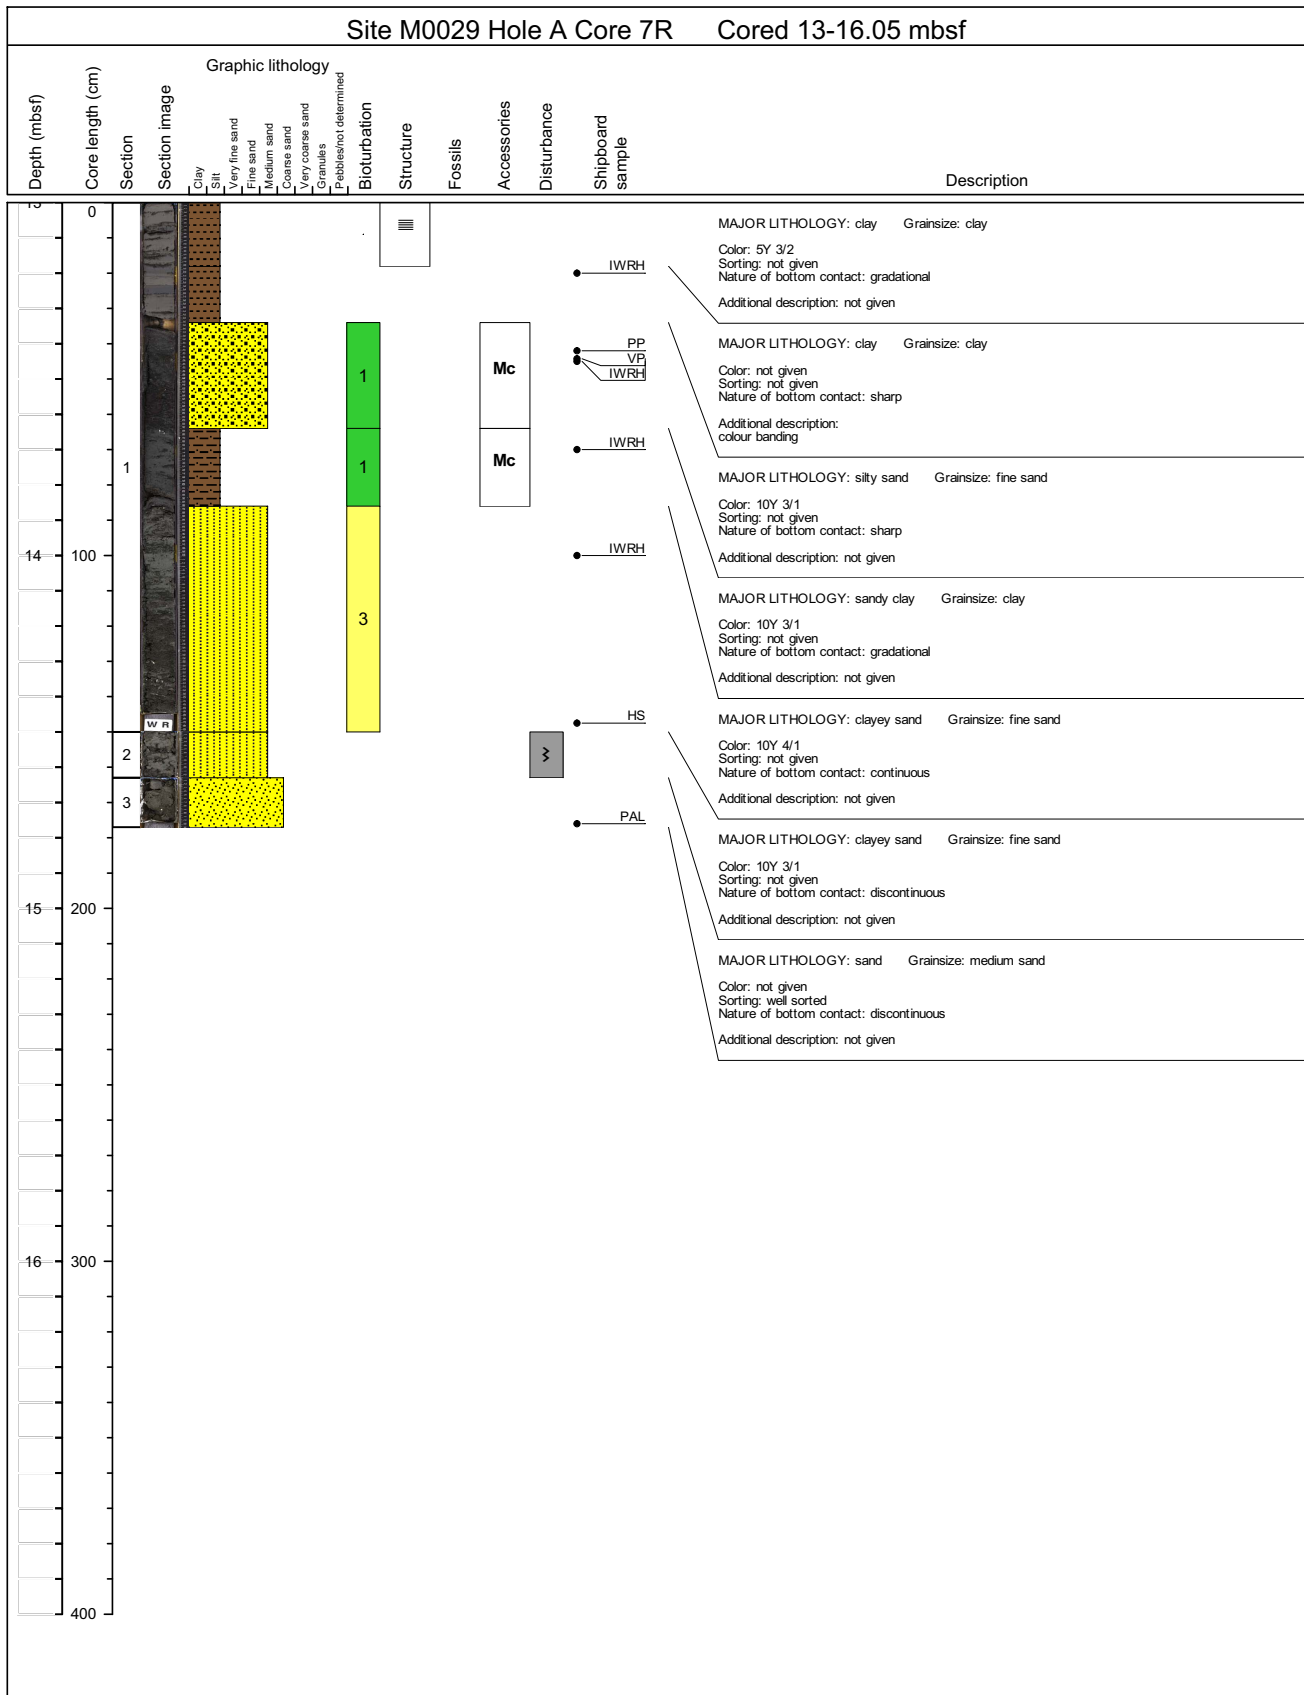 Site M0029 Hole A Core 7R Cored 13-16.05 mbsf
Depth (mbsf)
Core length (cm)
Section
Section image
Graphic lithology
Clay
Silt
Very fine sand
Fine sand
Medium sand
Coarse sand
Very coarse sand
Granules
Pebbles/not determined
Bioturbation
Structure
Fossils
Accessories
Disturbance
Shipboard
sample
Description
13
0
MAJOR LITHOLOGY: clay Grainsize: clay
Color: 5Y 3/2
Sorting: not given
Nature of bottom contact: gradational
Additional description: not given
IWRH
MAJOR LITHOLOGY: clay Grainsize: clay
Color: not given
Sorting: not given
Nature of bottom contact: sharp
Additional description:
colour banding
PP
VP
IWRH
1
Mc
MAJOR LITHOLOGY: silty sand Grainsize: fine sand
Color: 10Y 3/1
Sorting: not given
Nature of bottom contact: sharp
Additional description: not given
IWRH
1
1
Mc
14
100
IWRH
MAJOR LITHOLOGY: sandy clay Grainsize: clay
Color: 10Y 3/1
Sorting: not given
Nature of bottom contact: gradational
Additional description: not given
3
W R
HS
MAJOR LITHOLOGY: clayey sand Grainsize: fine sand
Color: 10Y 4/1
Sorting: not given
Nature of bottom contact: continuous
Additional description: not given
2
3
PAL
MAJOR LITHOLOGY: clayey sand Grainsize: fine sand
Color: 10Y 3/1
Sorting: not given
Nature of bottom contact: discontinuous
Additional description: not given
15
200
MAJOR LITHOLOGY: sand Grainsize: medium sand
Color: not given
Sorting: well sorted
Nature of bottom contact: discontinuous
Additional description: not given
16
300
400